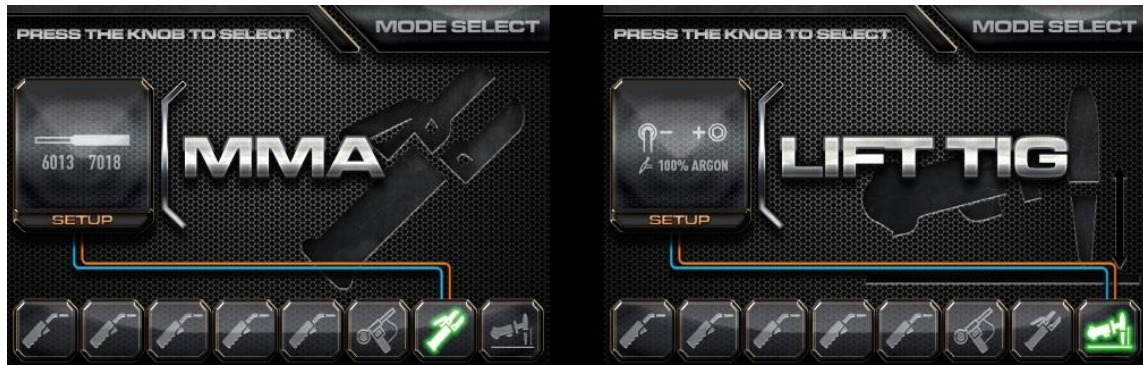 PRESS THE KNOB TO SELECT
MODE SELECT
6013 7018
MMA
SETUP
PRESS THE KNOB TO SELECT
MODE SELECT
- +
100% ARGON
LIFT TIG
SETUP